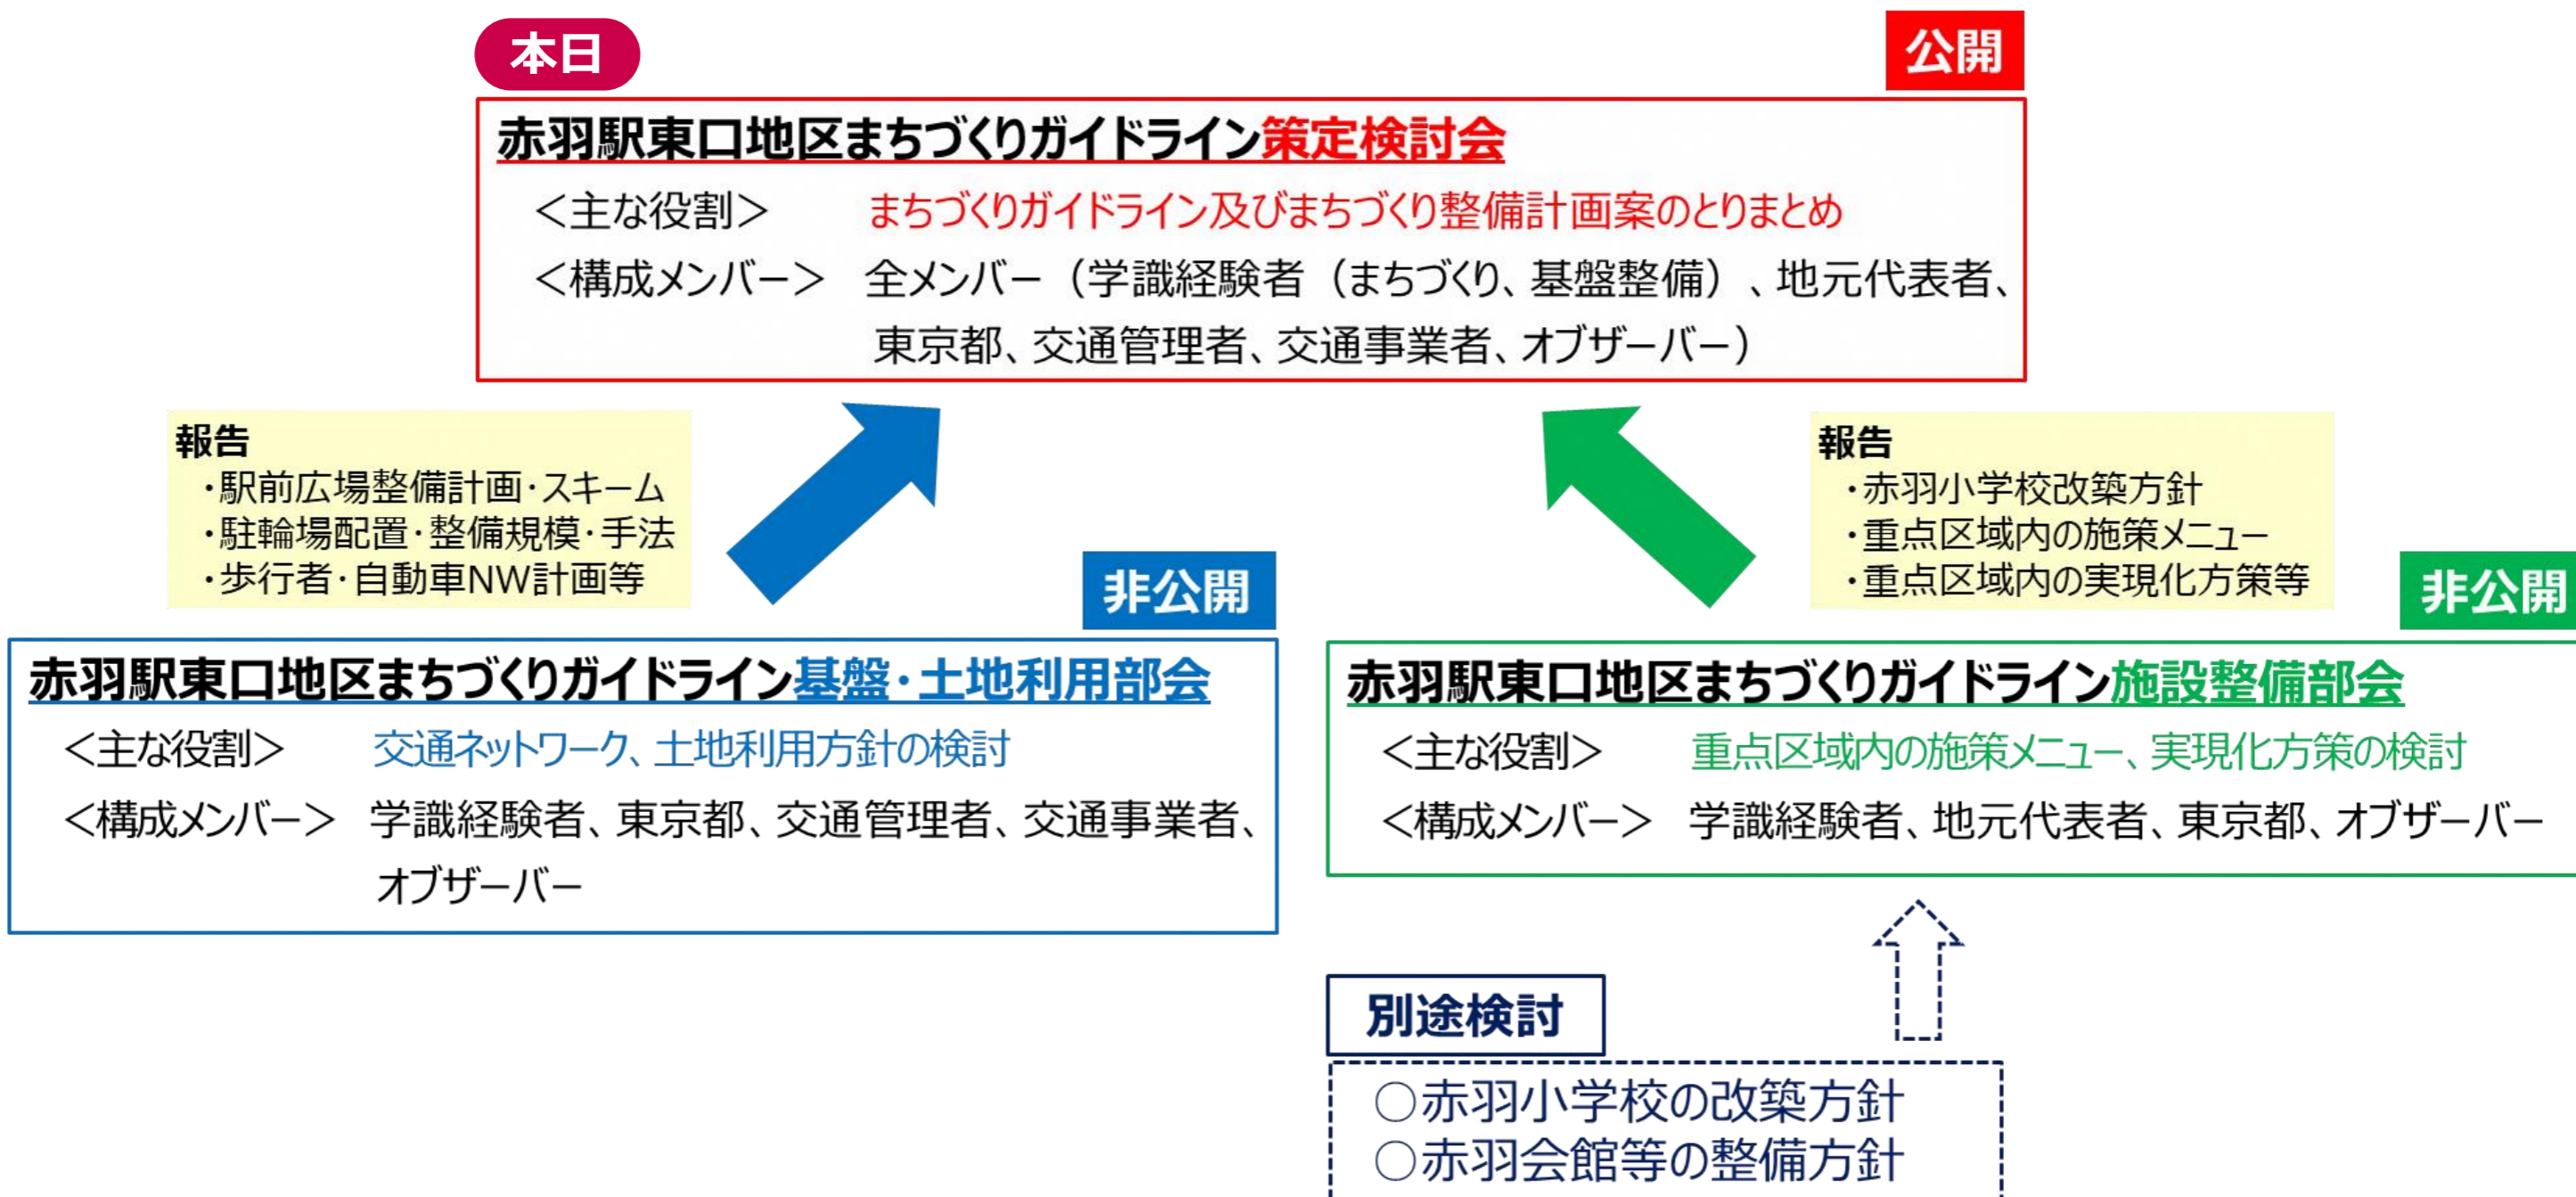 本日
公開
赤羽駅東口地区まちづくりガイドライン策定検討会
＜主な役割＞ まちづくりガイドライン及びまちづくり整備計画案のとりまとめ
＜構成メンバー＞ 全メンバー（学識経験者（まちづくり、基盤整備）、地元代表者、
東京都、交通管理者、交通事業者、オブザーバー）
報告
・駅前広場整備計画・スキーム
・駐輪場配置・整備規模・手法
・歩行者・自動車NW計画等
報告
・赤羽小学校改築方針
・重点区域内の施策メニュー
・重点区域内の実現化方策等
非公開
赤羽駅東口地区まちづくりガイドライン基盤・土地利用部会
＜主な役割＞ 交通ネットワーク、土地利用方針の検討
＜構成メンバー＞ 学識経験者、東京都、交通管理者、交通事業者、
オブザーバー
非公開
赤羽駅東口地区まちづくりガイドライン施設整備部会
＜主な役割＞ 重点区域内の施策メニュー、実現化方策の検討
＜構成メンバー＞ 学識経験者、地元代表者、東京都、オブザーバー
別途検討
○赤羽小学校の改築方針
○赤羽会館等の整備方針